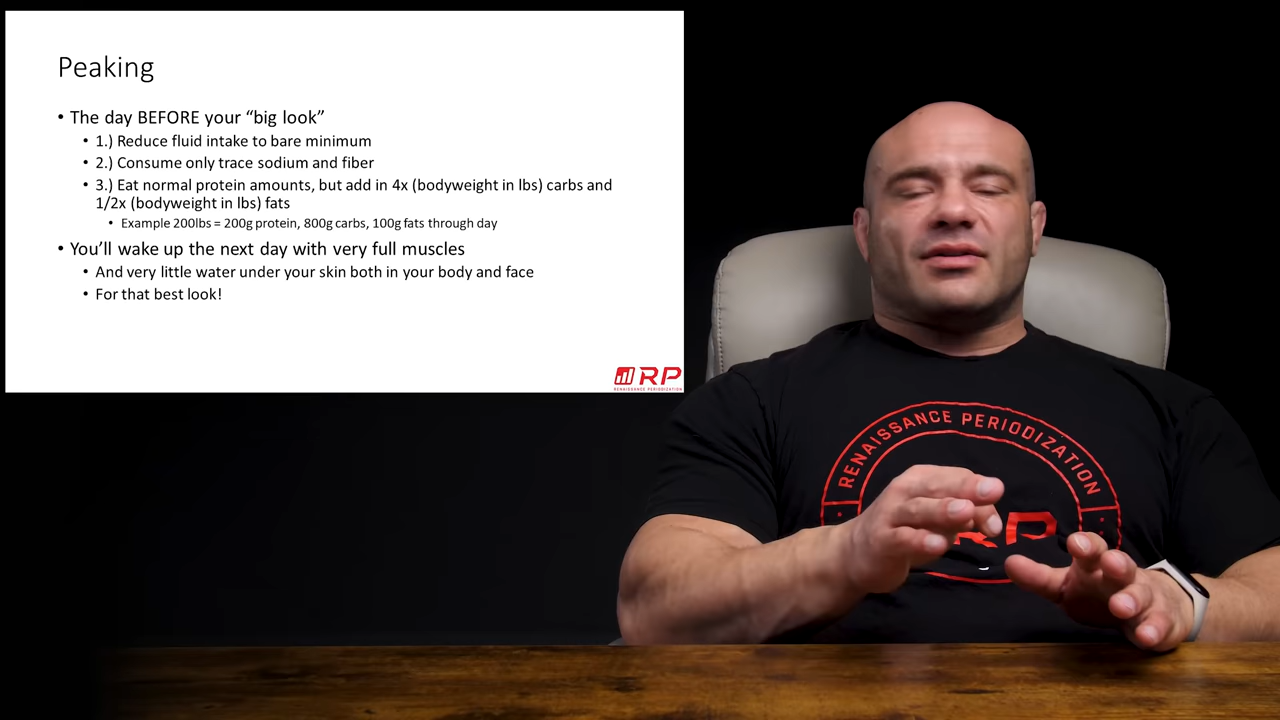 Peaking
• The day BEFORE your “big look”
• 1.) Reduce fluid intake to bare minimum
• 2.) Consume only trace sodium and fiber
• 3.) Eat normal protein amounts, but add in 4x (bodyweight in lbs) carbs and
1/2x (bodyweight in lbs) fats
• Example 200lbs = 200g protein, 800g carbs, 100g fats through day
• You’ll wake up the next day with very full muscles
• And very little water under your skin both in your body and face
• For that best look!
RP
RENAISSANCE PERIODIZATION
RENAISSANCE PERIODIZATION
RP